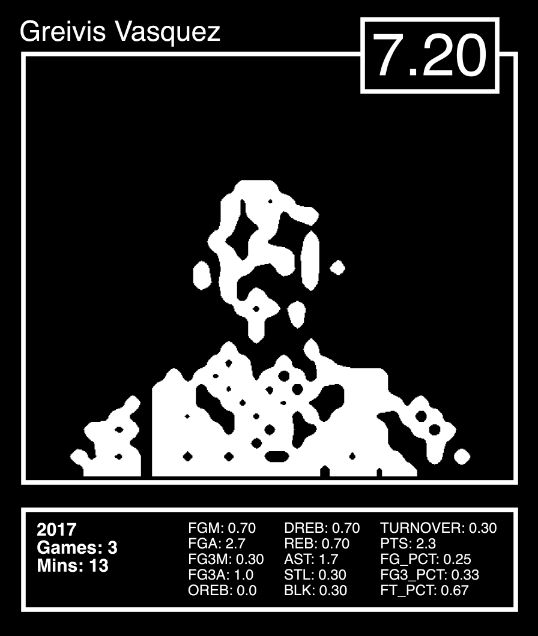 Greivis Vasquez
7.20
2017
Games: 3
Mins: 13
FGM: 0.70
FGA: 2.7
FG3M: 0.30
FG3A: 1.0
OREB: 0.0
DREB: 0.70
REB: 0.70
AST: 1.7
STL: 0.30
BLK: 0.30
TURNOVER: 0.30
PTS: 2.3
FG_PCT: 0.25
FG3_PCT: 0.33
FT_PCT: 0.67